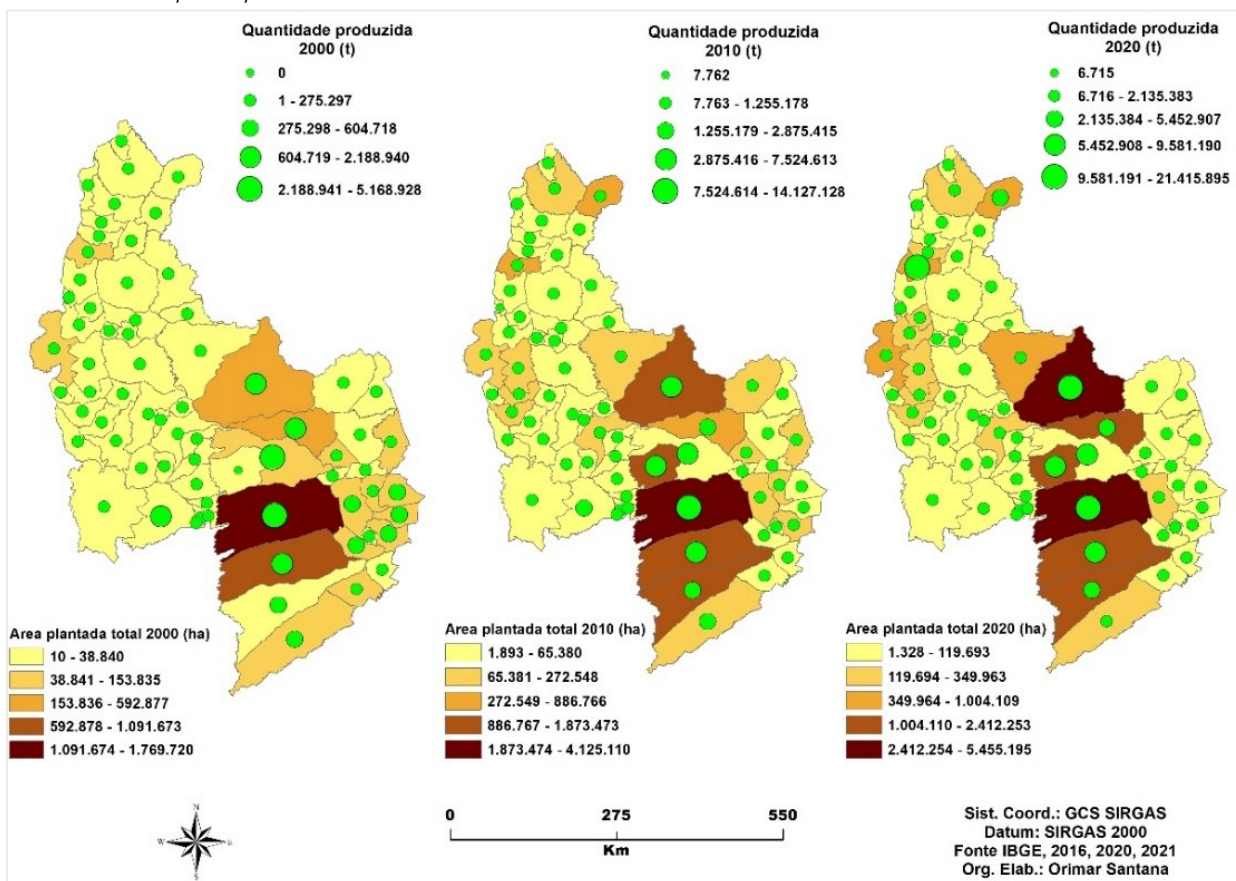 Quantidade produzida
2000 (t)
0
1 - 275.297
275.298 - 604.718
604.719 - 2.188.940
2.188.941 - 5.168.928
Quantidade produzida
2010 (t)
7.762
7.763 - 1.255.178
1.255.179 - 2.875.415
2.875.416 - 7.524.613
7.524.614 - 14.127.128
Quantidade produzida
2020 (t)
6.715
6.716 - 2.135.383
2.135.384 - 5.452.907
5.452.908 - 9.581.190
9.581.191 - 21.415.895
Area plantada total 2000 (ha)
10 - 38.840
38.841 - 153.835
153.836 - 592.877
592.878 - 1.091.673
1.091.674 - 1.769.720
Area plantada total 2010 (ha)
1.893 - 65.380
65.381 - 272.548
272.549 - 886.766
886.767 - 1.873.473
1.873.474 - 4.125.110
Area plantada total 2020 (ha)
1.328 - 119.693
119.694 - 349.963
349.964 - 1.004.109
1.004.110 - 2.412.253
2.412.254 - 5.455.195
N
W
E
S
0 275 550
Km
Sist. Coord.: GCS SIRGAS
Datum: SIRGAS 2000
Fonte IBGE, 2016, 2020, 2021
Org. Elab.: Orimar Santana